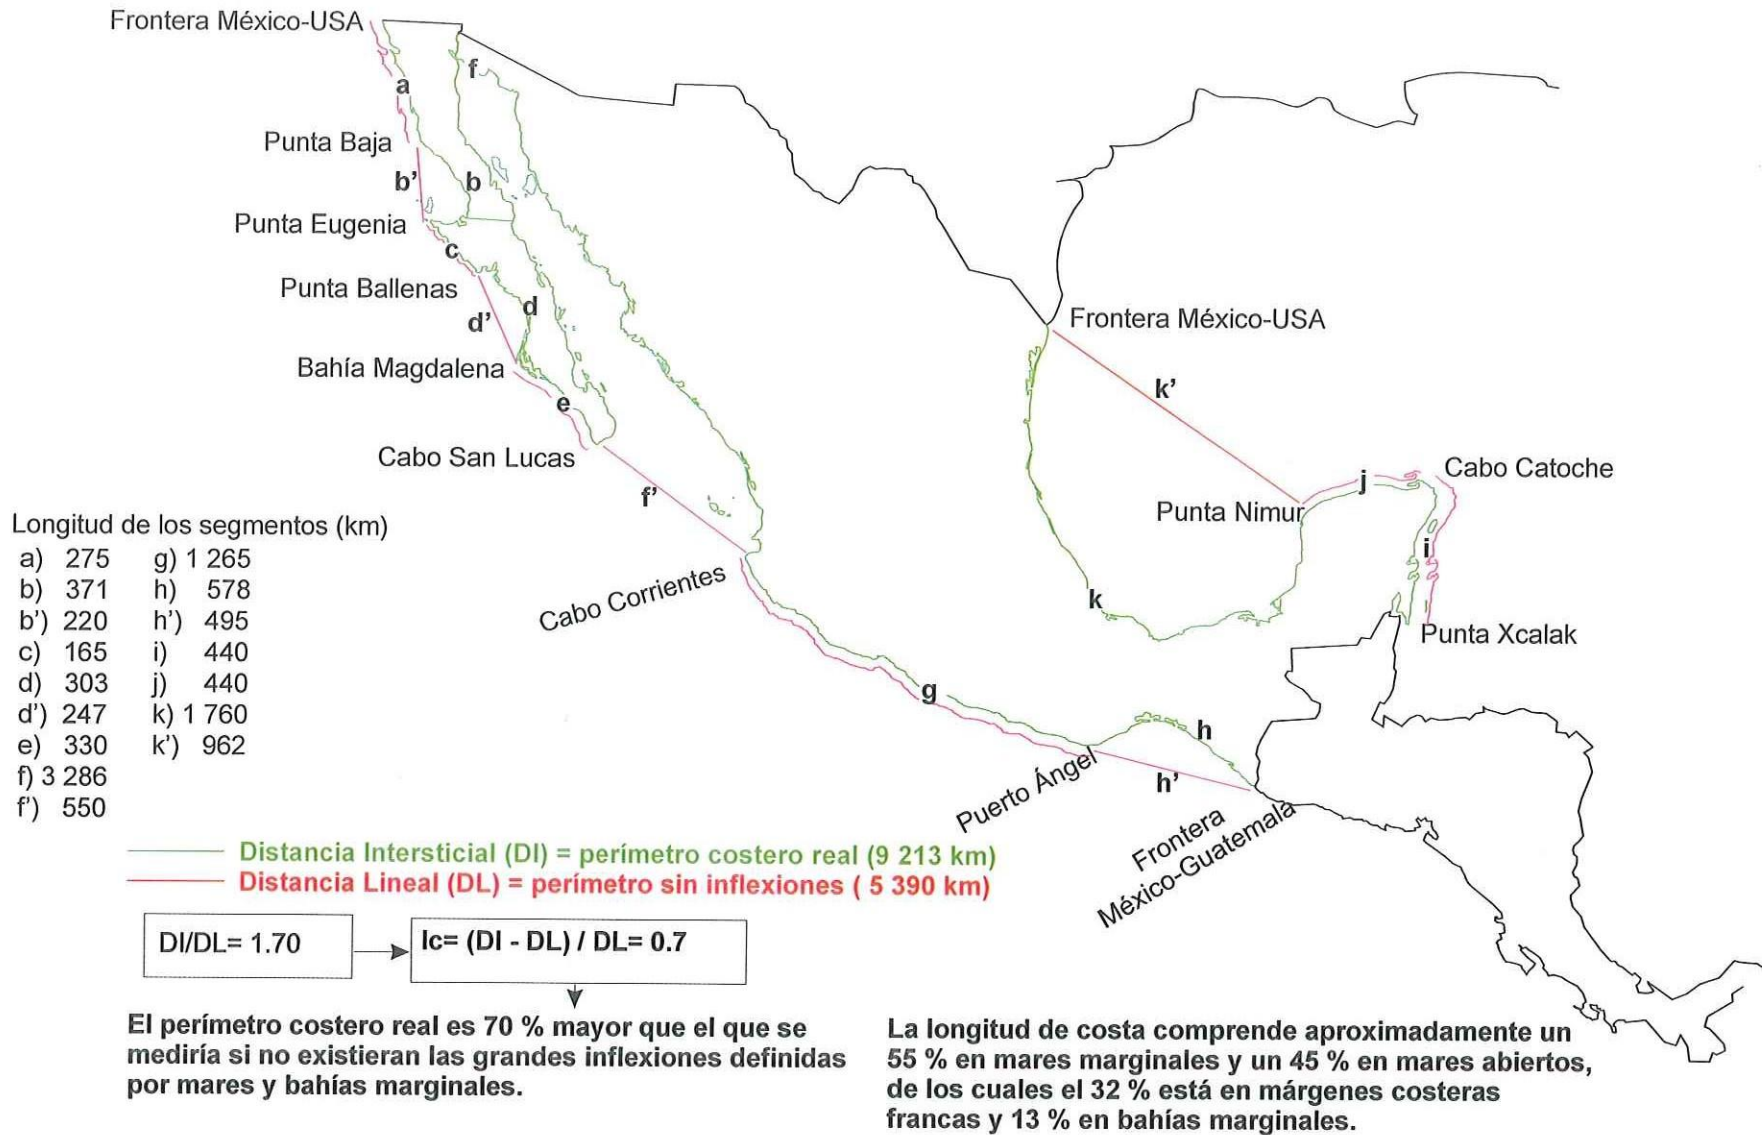 Frontera México-USA
f
a
Punta Baja
b’
b
Punta Eugenia
c
Punta Ballenas
d
d’
Frontera México-USA
Bahía Magdalena
k’
e
Cabo San Lucas
Cabo Catoche
j
f’
Punta Nimur
i
k
Cabo Corrientes
Punta Xcalak
g
h
Puerto Ángel
h’
Frontera
México-Guatemala
Longitud de los segmentos (km)
a) 275 g) 1 265
b) 371 h) 578
b’) 220 h’) 495
c) 165 i) 440
d) 303 j) 440
d’) 247 k) 1 760
e) 330 k’) 962
f) 3 286
f’) 550
Distancia Intersticial (DI) = perímetro costero real (9 213 km)
Distancia Lineal (DL) = perímetro sin inflexiones ( 5 390 km)
DI/DL= 1.70
Ic= (DI - DL) / DL= 0.7
El perímetro costero real es 70 % mayor que el que se
mediría si no existieran las grandes inflexiones definidas
por mares y bahías marginales.
La longitud de costa comprende aproximadamente un
55 % en mares marginales y un 45 % en mares abiertos,
de los cuales el 32 % está en márgenes costeras
francas y 13 % en bahías marginales.